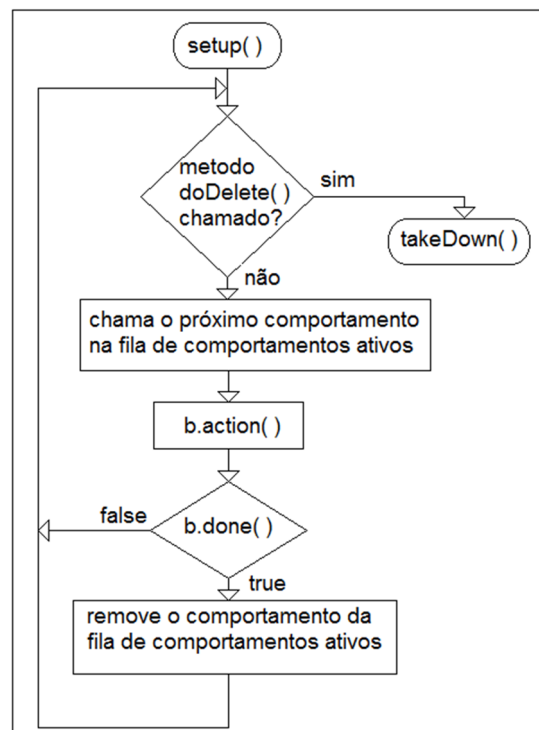 setup( )
metodo
doDelete( )
chamado?
sim
takeDown( )
não
chama o próximo comportamento
na fila de comportamentos ativos
b.action( )
false
b.done( )
true
remove o comportamento da
fila de comportamentos ativos